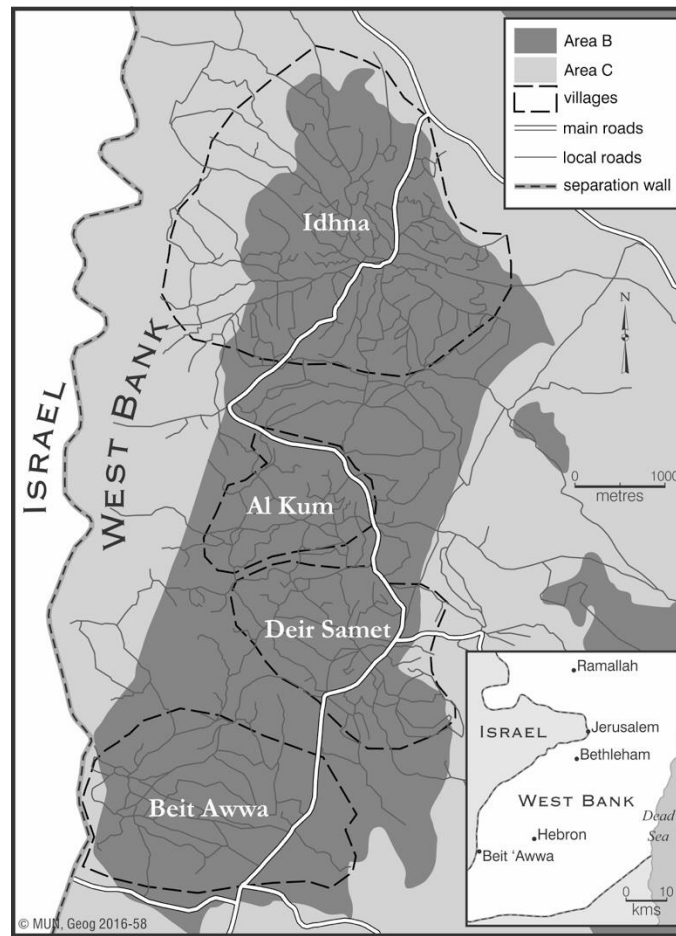 Area B
Area C
villages
main roads
local roads
separation wall
Idhna
N
ISRAEL
WEST BANK
0 1000
metres
Al Kum
Deir Samet
Beit Awwa
Ramallah
ISRAEL
Jerusalem
Bethleham
WEST BANK
Dead
Sea
Hebron
Beit ‘Awwa
0 10
kms
© MUN, Geog 2016-58